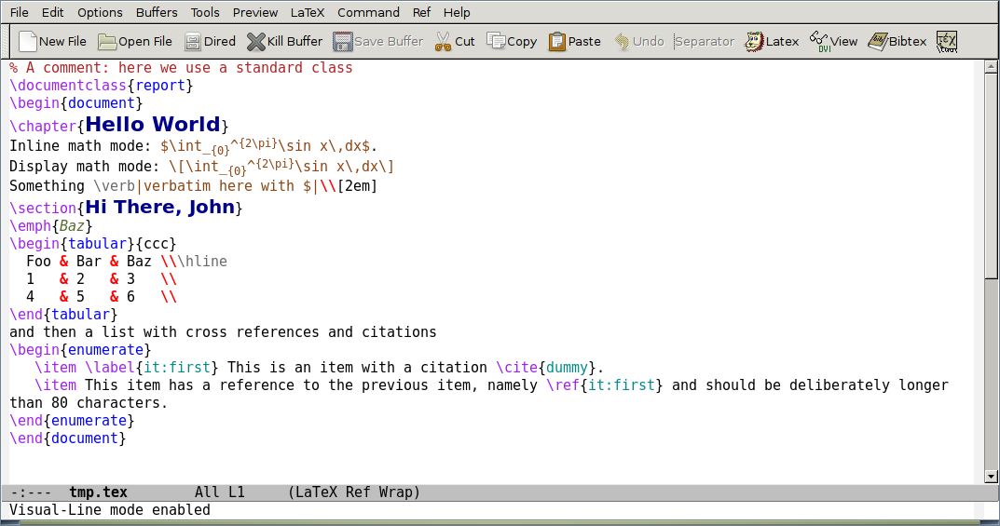 File Edit Options Buffers Tools Preview LaTeX Command Ref Help
New File Open File Dired Kill Buffer Save Buffer Cut Copy Paste Undo Separator Latex DVI View bib Bibtex TeX
% A comment: here we use a standard class
\documentclass{report}
\begin{document}
\chapter{Hello World}
Inline math mode: $\int_{0}^{2\pi}\sin x\,dx$.
Display math mode: \[\int_{0}^{2\pi}\sin x\,dx\]
Something \verb|verbatim here with $|\\[2em]
\section{Hi There, John}
\emph{Baz}
\begin{tabular}{ccc}
  Foo & Bar & Baz \\\hline
  1   & 2   & 3   \\
  4   & 5   & 6   \\
\end{tabular}
and then a list with cross references and citations
\begin{enumerate}
   \item \label{it:first} This is an item with a citation \cite{dummy}.
   \item This item has a reference to the previous item, namely \ref{it:first} and should be deliberately longer
than 80 characters.
\end{enumerate}
\end{document}
-:---  tmp.tex        All L1     (LaTeX Ref Wrap)
Visual-Line mode enabled